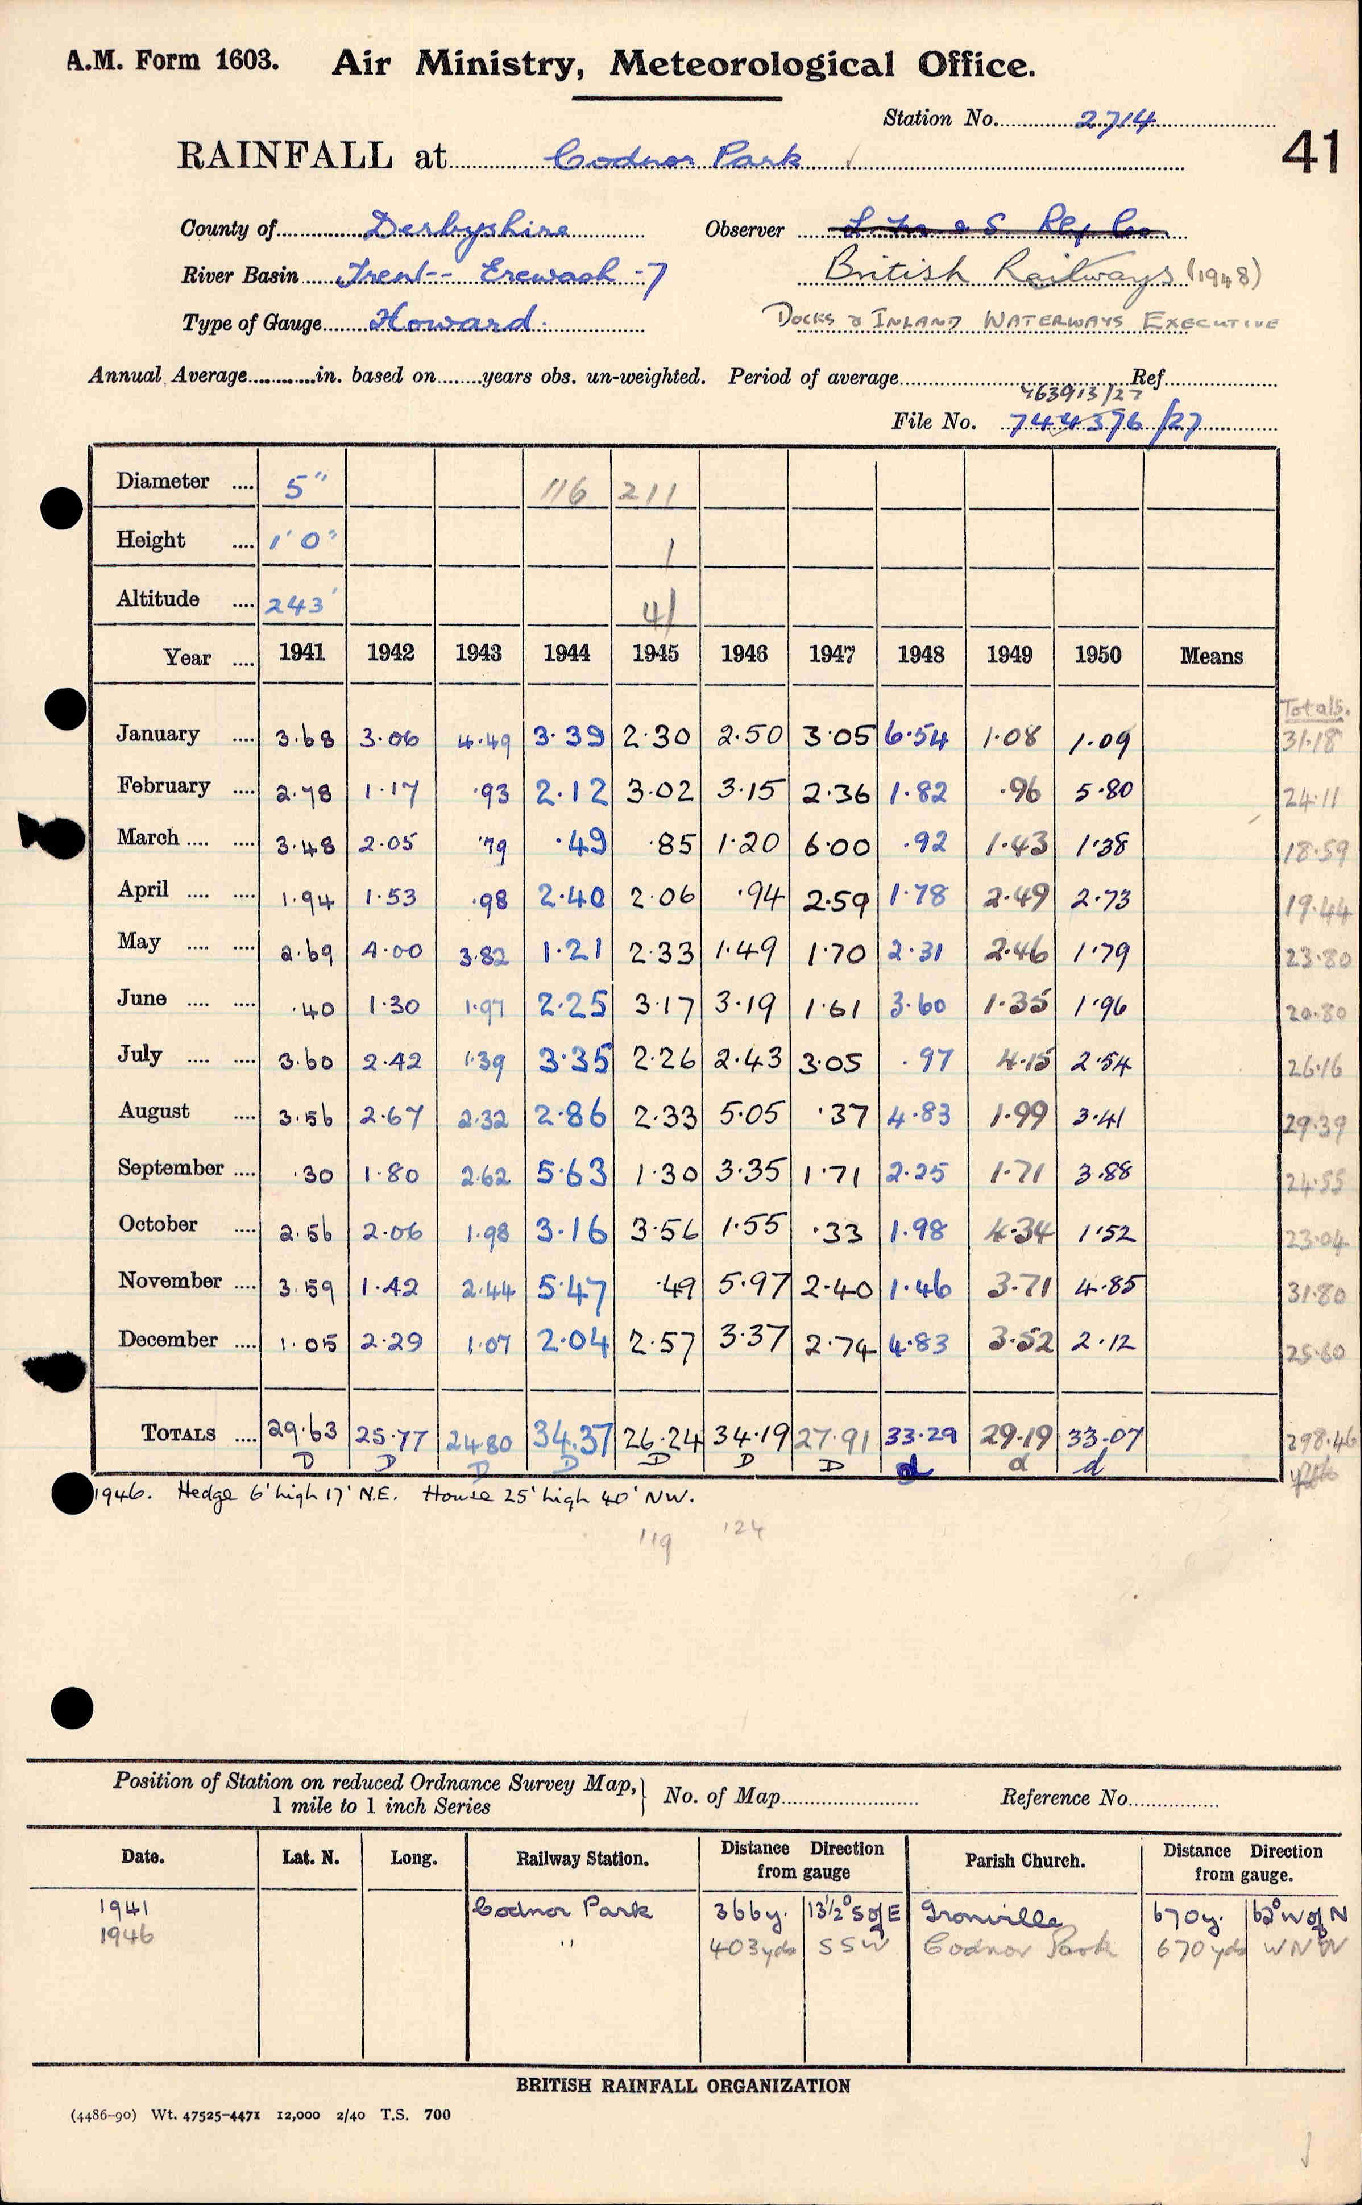 A.M. Form 1603. Air Ministry, Meteorological Office.
Station No. 2714
41
RAINFALL at Codnor Park
County of Derbyshire Observer L. M. & S Rly Co
River Basin Trent -- Erewash -7 British Railways (1948)
Type of Gauge Howard. DOCKS & INLAND WATERWAYS EXECUTIVE
Annual Average............in. based on........years obs. un-weighted. Period of average Ref.
463913/27
File No. 744376/27
Diameter .... 5" 116 211
Height .... 1'0" 1
Altitude .... 243' 41
Year .... 1941 1942 1943 1944 1945 1946 1947 1948 1949 1950 Means
Totals.
January .... 3.68 3.06 4.49 3.39 2.30 2.50 3.05 6.54 1.08 1.09 31.18
February .... 2.78 1.17 .93 2.12 3.02 3.15 2.36 1.82 .96 5.80 24.11
March .... .... 3.48 2.05 .79 .49 .85 1.20 6.00 .92 1.43 1.38 18.59
April .... .... 1.94 1.53 .98 2.40 2.06 .94 2.59 1.78 2.49 2.73 19.44
May .... .... 2.69 4.00 3.82 1.21 2.33 1.49 1.70 2.31 2.46 1.79 23.80
June .... .... .40 1.30 1.97 2.25 3.17 3.19 1.61 3.60 1.35 1.96 20.80
July .... .... 3.60 2.42 1.39 3.35 2.26 2.43 3.05 .97 4.15 2.54 26.16
August .... 3.56 2.67 2.32 2.86 2.33 5.05 .37 4.83 1.99 3.41 29.39
September .... .30 1.80 2.62 5.63 1.30 3.35 1.71 2.25 1.71 3.88 24.55
October .... 2.56 2.06 1.98 3.16 3.56 1.55 .33 1.98 4.34 1.52 23.04
November .... 3.59 1.42 2.44 5.47 .49 5.97 2.40 1.46 3.71 4.85 31.80
December .... 1.05 2.29 1.07 2.04 2.57 3.37 2.74 4.83 3.52 2.12 25.60
TOTALS .... 29.63 25.77 24.80 34.37 26.24 34.19 27.91 33.29 29.19 33.07 298.46
D D D D D D D d d d
1946. Hedge 6' high 17' N.E. House 25' high 40' NW.
119 124
Position of Station on reduced Ordnance Survey Map, 1 mile to 1 inch Series No. of Map Reference No.
Date. Lat. N. Long. Railway Station. Distance Direction from gauge Parish Church. Distance Direction from gauge.
1941 Codnor Park 366y. 13½° S of E Ironville 670y. 62° W of N
1946 " 403yds SSW Codnor Park 670yds WNW
BRITISH RAINFALL ORGANIZATION
(4486-90) Wt. 47525-4471 12,000 2/40 T.S. 700